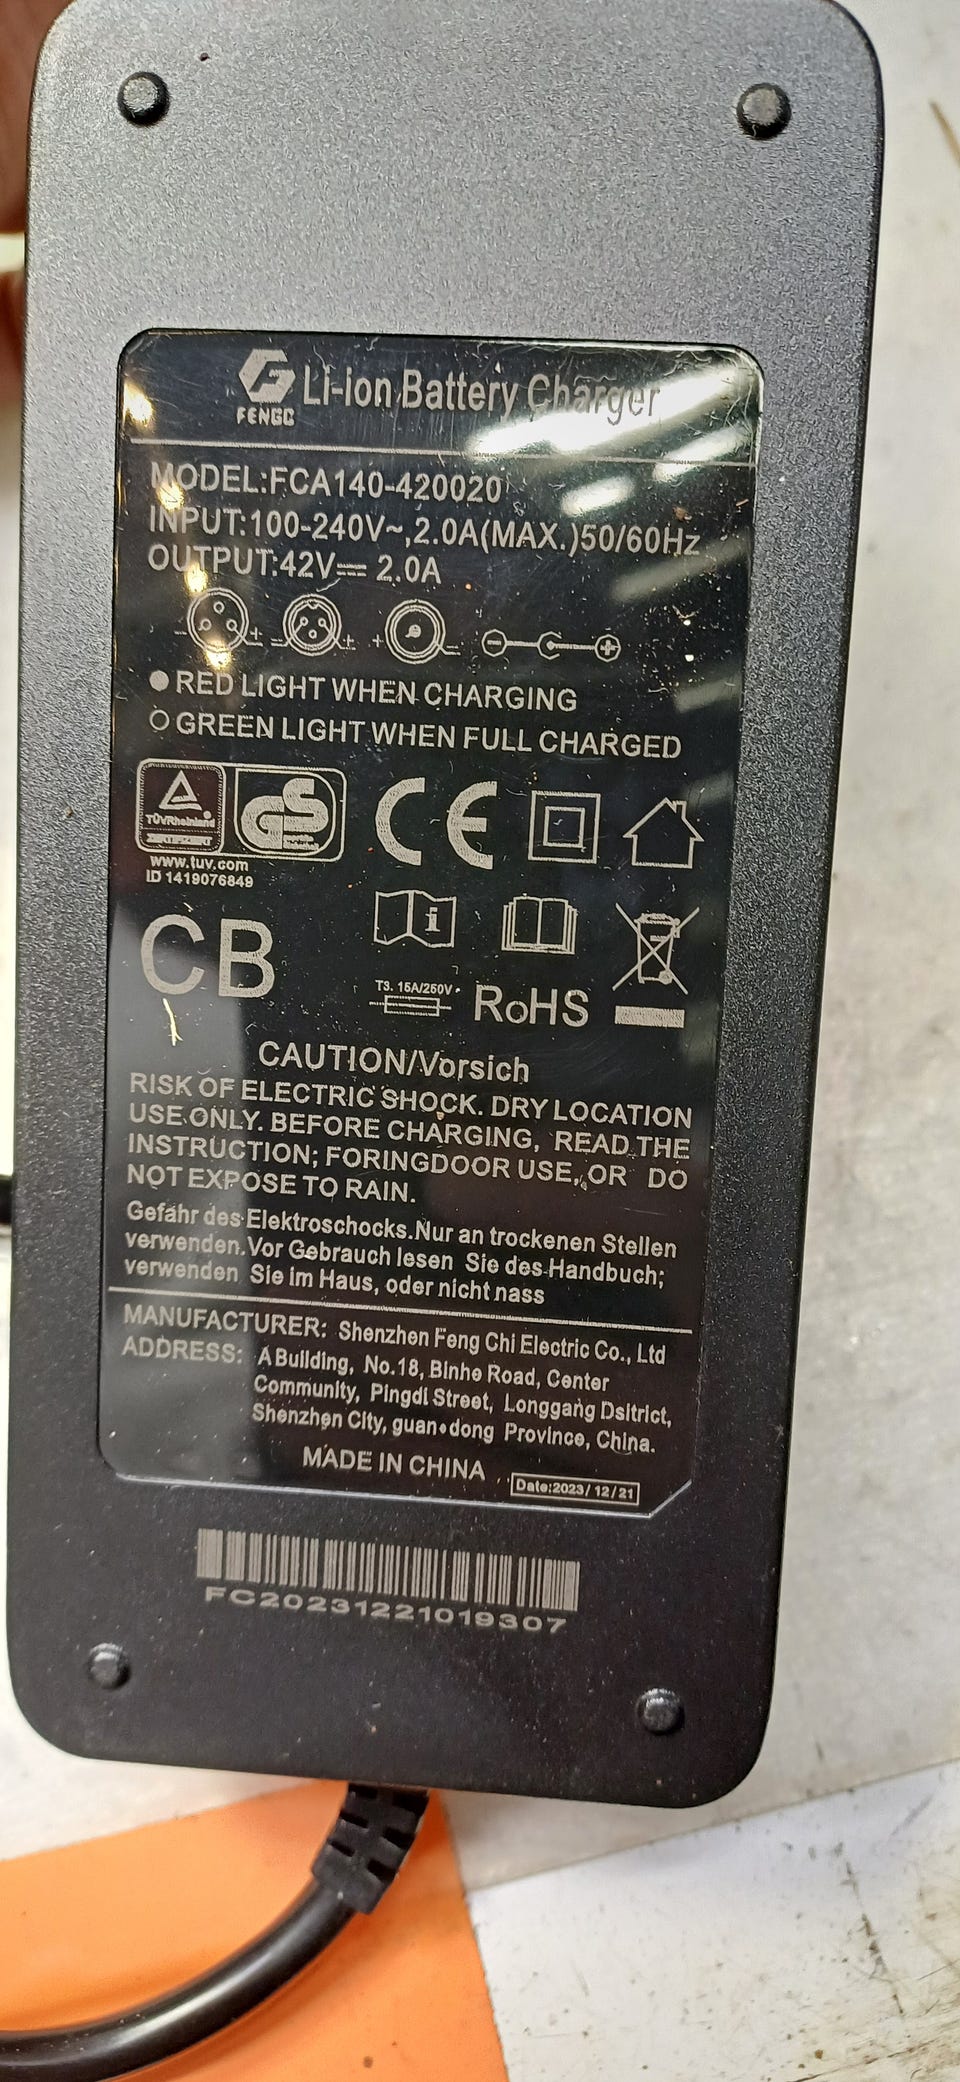 FENGC Li-ion Battery Charger
MODEL:FCA140-420020
INPUT:100-240V~,2.0A(MAX.)50/60Hz
OUTPUT:42V⎓ 2.0A
- + - + + - - +
● RED LIGHT WHEN CHARGING
○ GREEN LIGHT WHEN FULL CHARGED
TÜVRheinland GS CE
www.tuv.com
ID 1419076849
CB
i
T3. 15A/250V
RoHS
CAUTION/Vorsich
RISK OF ELECTRIC SHOCK. DRY LOCATION
USE ONLY. BEFORE CHARGING, READ THE
INSTRUCTION; FORINGDOOR USE, OR DO
NOT EXPOSE TO RAIN.
Gefahr des Elektroschocks.Nur an trockenen Stellen
verwenden.Vor Gebrauch lesen Sie des Handbuch;
verwenden Sie im Haus, oder nicht nass
MANUFACTURER: Shenzhen Feng Chi Electric Co., Ltd
ADDRESS: A Building, No.18, Binhe Road, Center
Community, Pingdi Street, Longgang Dsitrict,
Shenzhen City, guan dong Province, China.
MADE IN CHINA
Date:2023/12/21
FC20231221019307